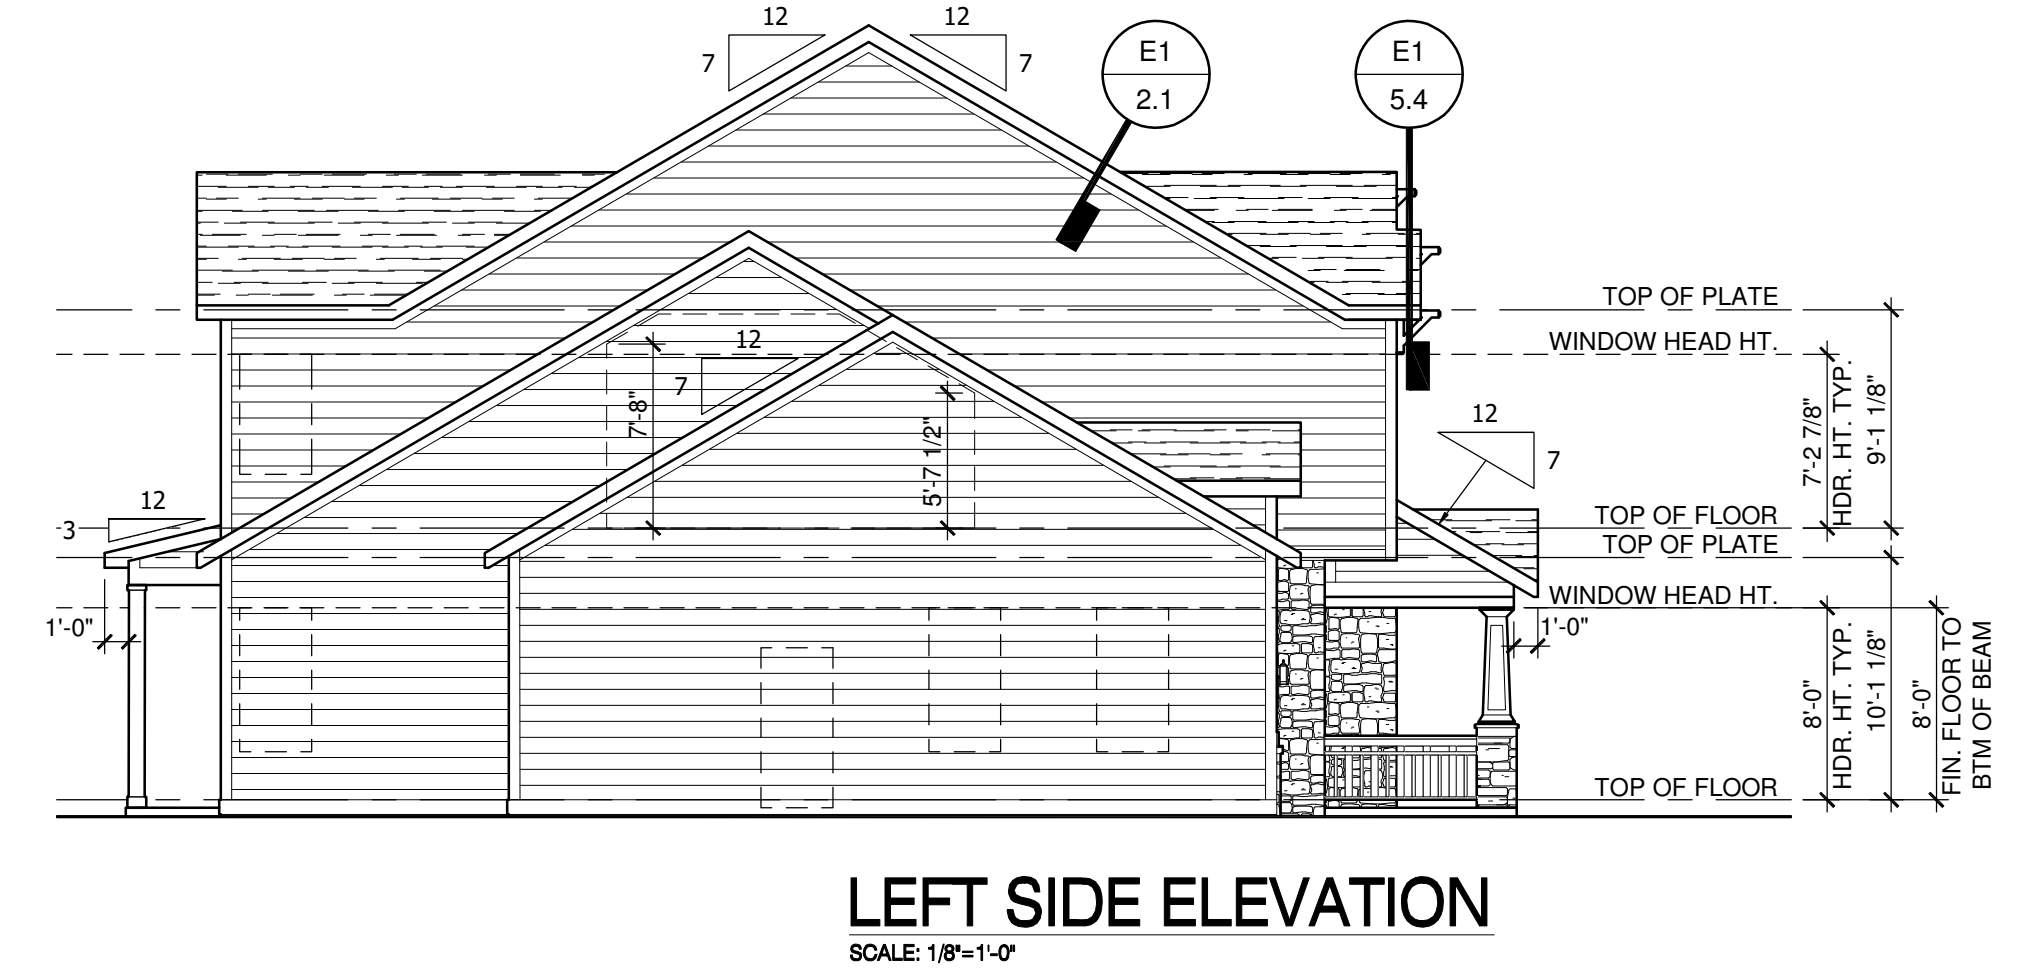 12
12
7
7
E1
2.1
E1
5.4
TOP OF PLATE
WINDOW HEAD HT.
12
7
7'-8"
5'-7 1/2"
7'-2 7/8"
HDR. HT. TYP.
9'-1 1/8"
12
7
12
3
TOP OF FLOOR
TOP OF PLATE
WINDOW HEAD HT.
1'-0"
1'-0"
8'-0"
HDR. HT. TYP.
10'-1 1/8"
8'-0"
FIN. FLOOR TO
BTM OF BEAM
TOP OF FLOOR
LEFT SIDE ELEVATION
SCALE: 1/8"=1'-0"